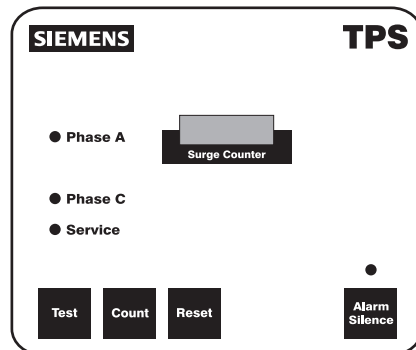 SIEMENS
TPS
Phase A
Surge Counter
Phase C
Service
Test
Count
Reset
Alarm
Silence